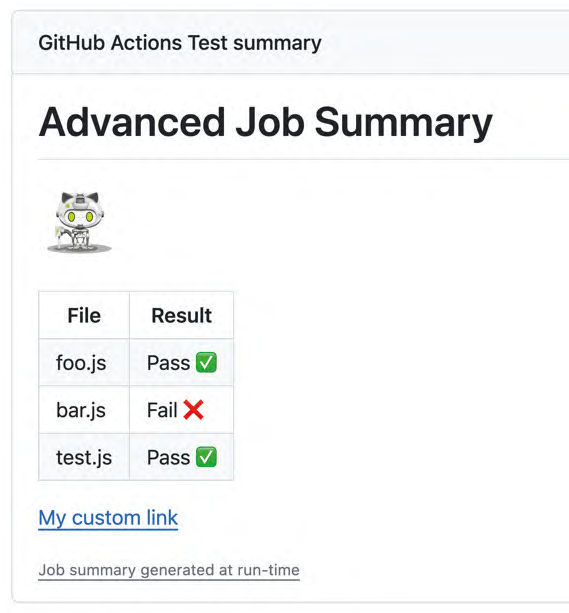 GitHub Actions Test summary
Advanced Job Summary
File Result
foo.js Pass ✅
bar.js Fail ❌
test.js Pass ✅
My custom link
Job summary generated at run-time